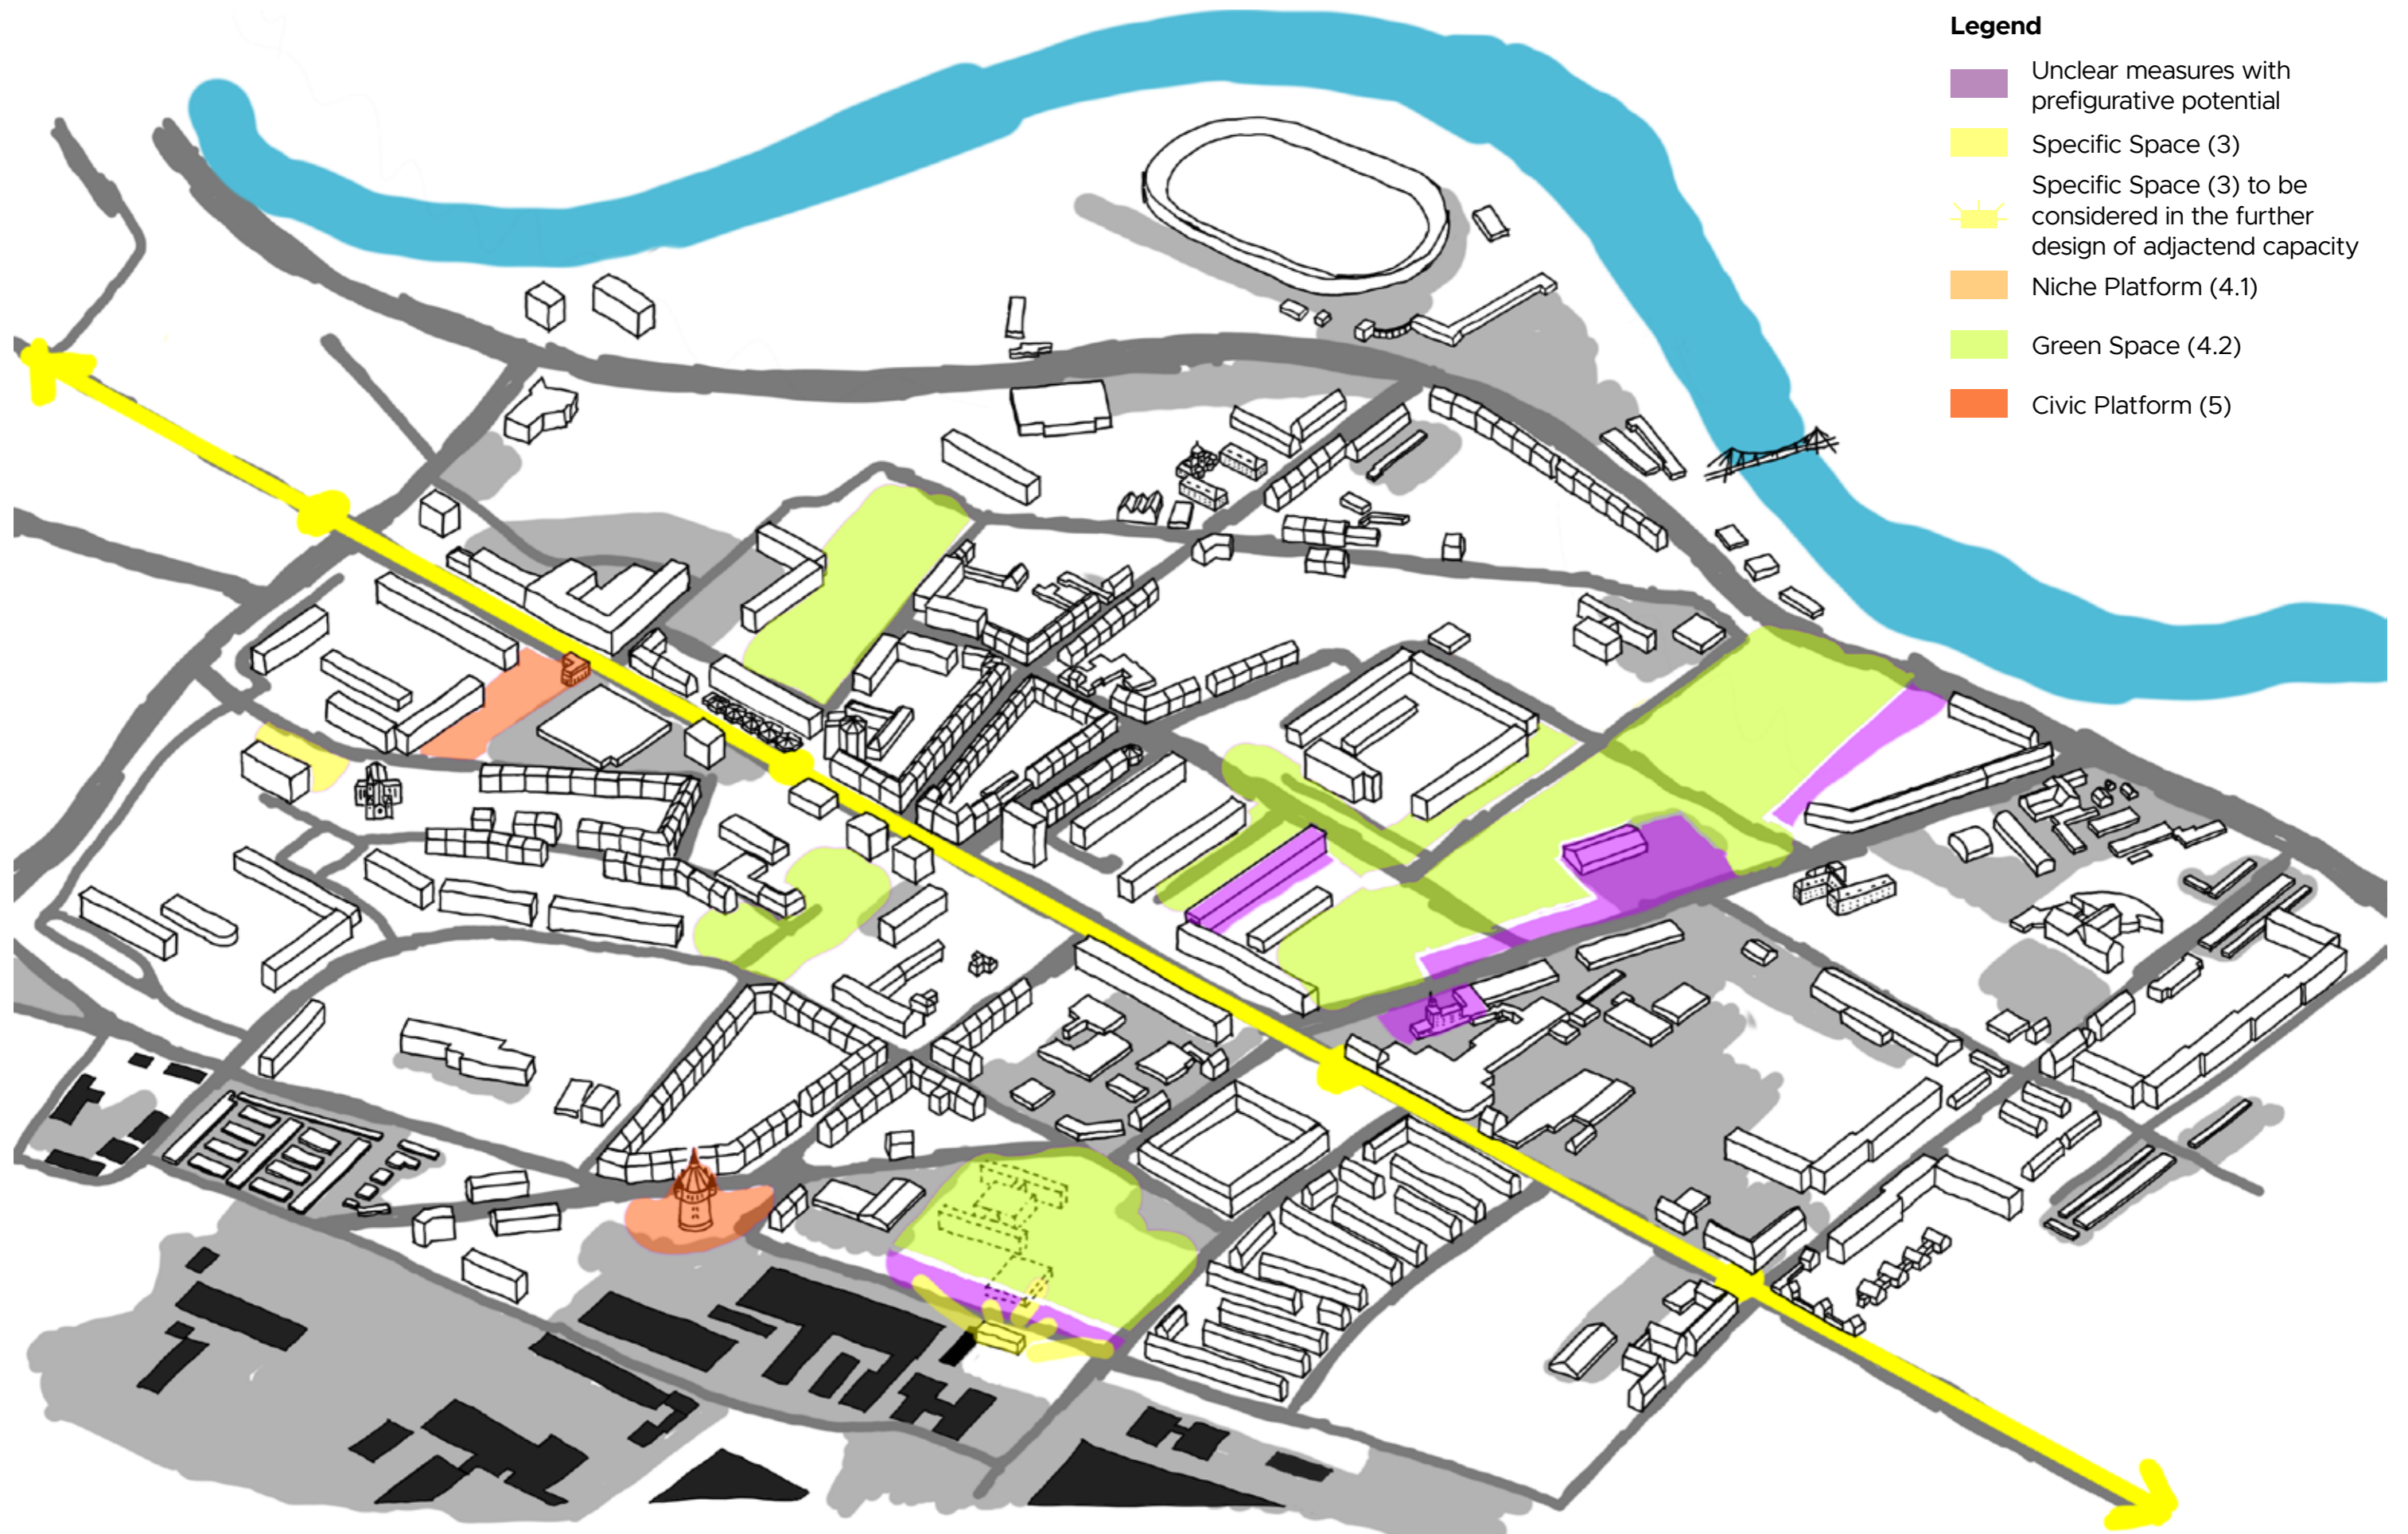 Legend
Unclear measures with
prefigurative potential
Specific Space (3)
Specific Space (3) to be
considered in the further
design of adjactend capacity
Niche Platform (4.1)
Green Space (4.2)
Civic Platform (5)